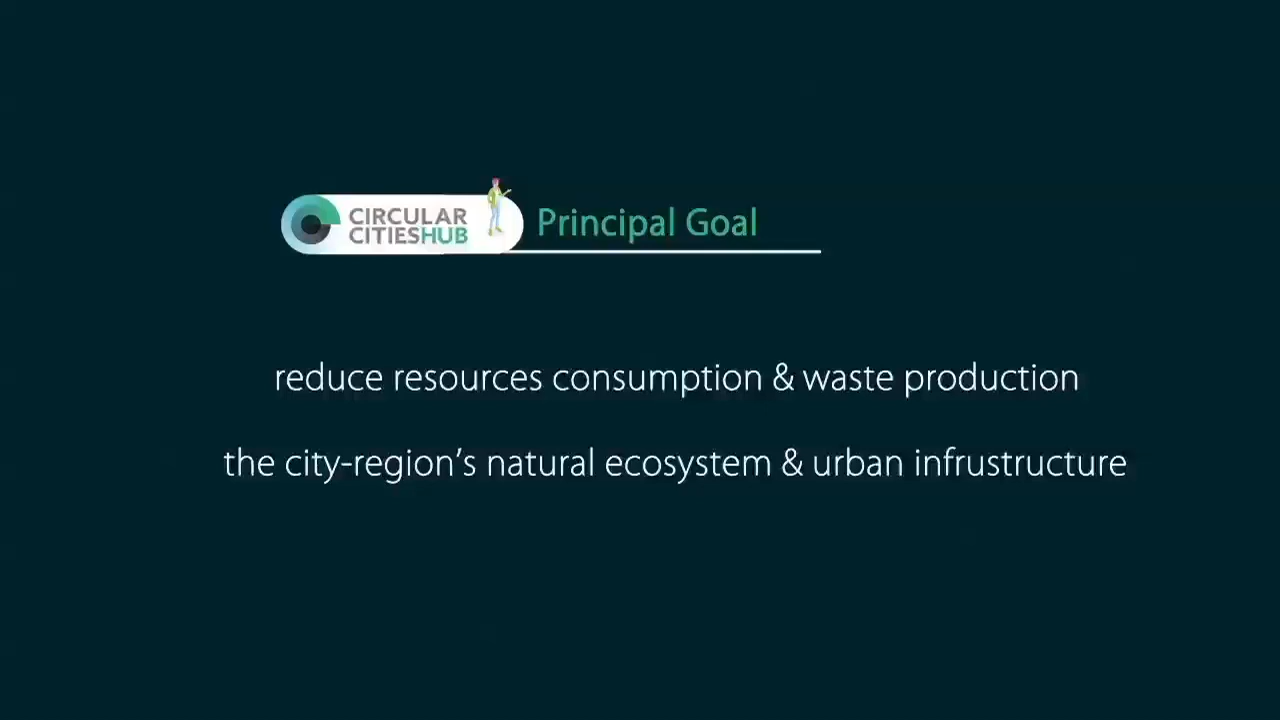 CIRCULAR
CITIESHUB
Principal Goal
reduce resources consumption & waste production
the city-region’s natural ecosystem & urban infrustructure